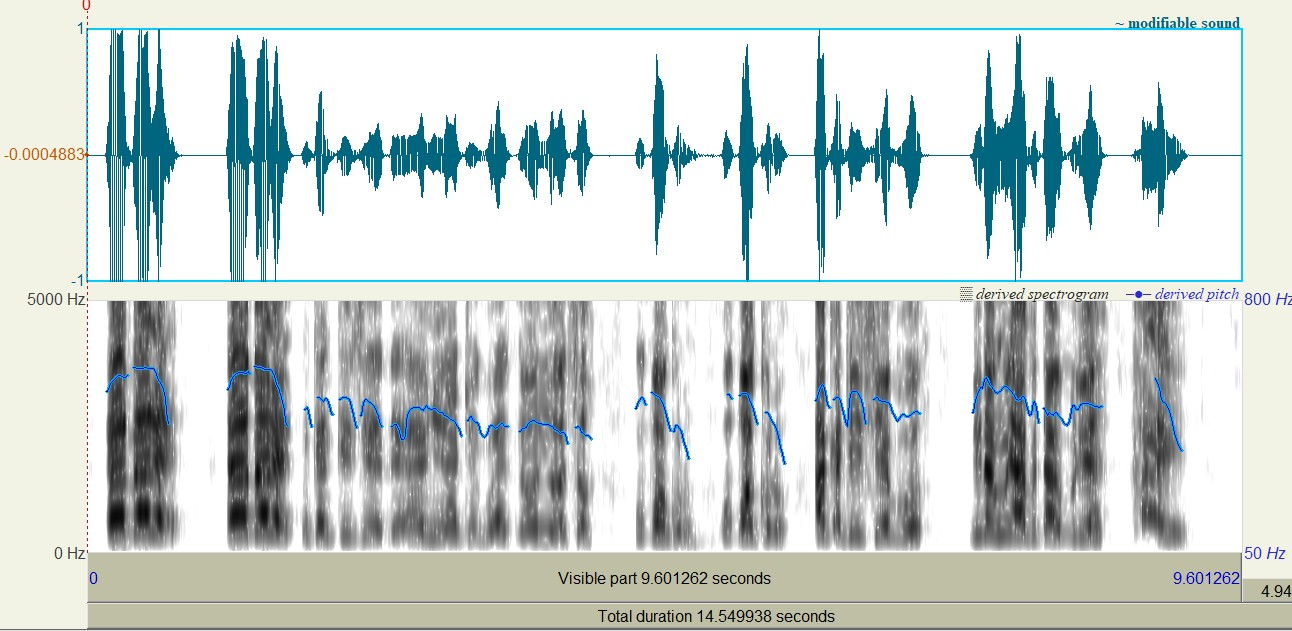 0
1
~ modifiable sound
-0.0004883
-1
5000 Hz
derived spectrogram
derived pitch
800 Hz
0 Hz
50 Hz
0
Visible part 9.601262 seconds
9.601262
4.94
Total duration 14.549938 seconds